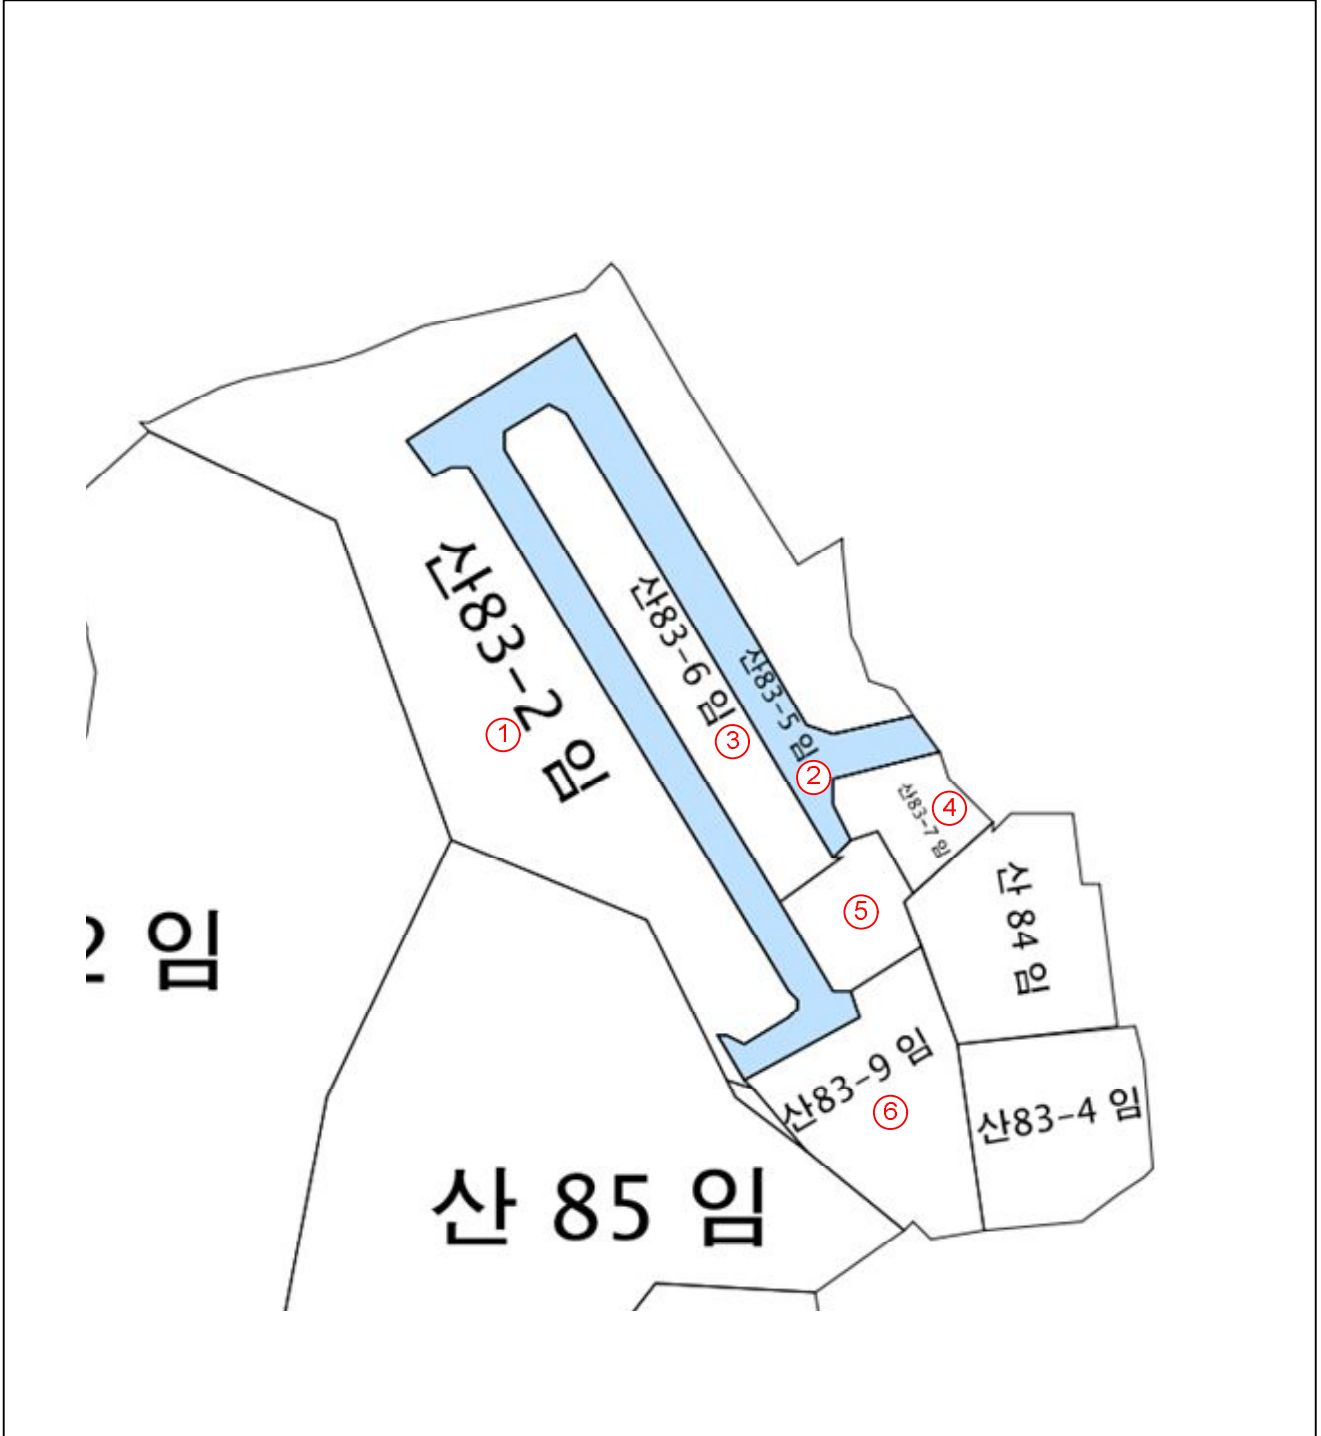 산83-2 임
①
산83-6 임
③
산83-5 임
②
산83-7 임
④
산 84 임
⑤
2 임
산83-9 임
⑥
산83-4 임
산 85 임